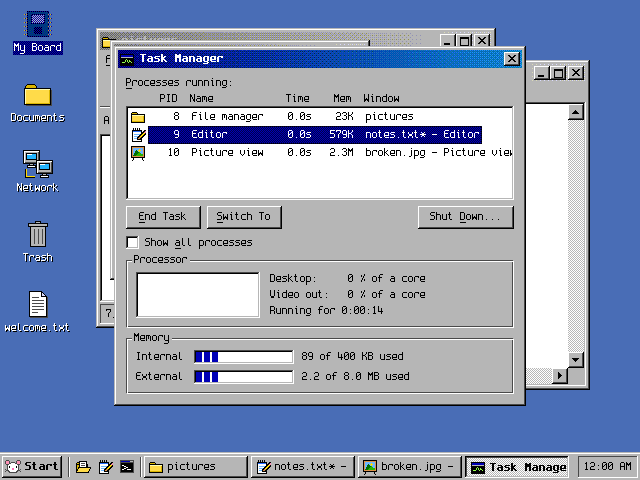 My Board
Documents
Network
Trash
welcome.txt
pictures
Task Manager
Processes running:
PID Name Time Mem Window
8 File manager 0.0s 23K pictures
9 Editor 0.0s 579K notes.txt* - Editor
10 Picture view 0.0s 2.3M broken.jpg - Picture view
End Task Switch To Shut Down...
Show all processes
Processor
Desktop: 0 % of a core
Video out: 0 % of a core
Running for 0:00:14
Memory
Internal 89 of 400 KB used
External 2.2 of 8.0 MB used
7.
Start pictures notes.txt* - broken.jpg - Task Manage 12:00 AM